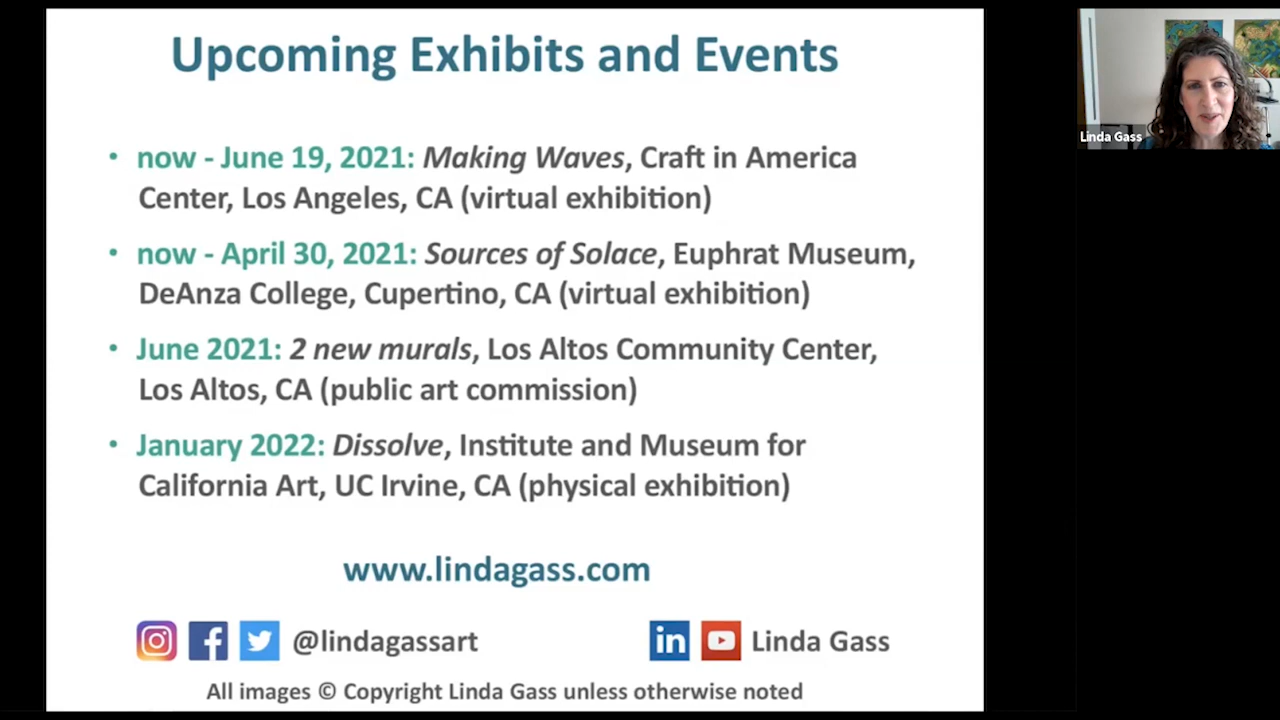 Upcoming Exhibits and Events
• now - June 19, 2021: Making Waves, Craft in America
Center, Los Angeles, CA (virtual exhibition)
• now - April 30, 2021: Sources of Solace, Euphrat Museum,
DeAnza College, Cupertino, CA (virtual exhibition)
• June 2021: 2 new murals, Los Altos Community Center,
Los Altos, CA (public art commission)
• January 2022: Dissolve, Institute and Museum for
California Art, UC Irvine, CA (physical exhibition)
www.lindagass.com
@lindagassart
in Linda Gass
All images © Copyright Linda Gass unless otherwise noted
Linda Gass